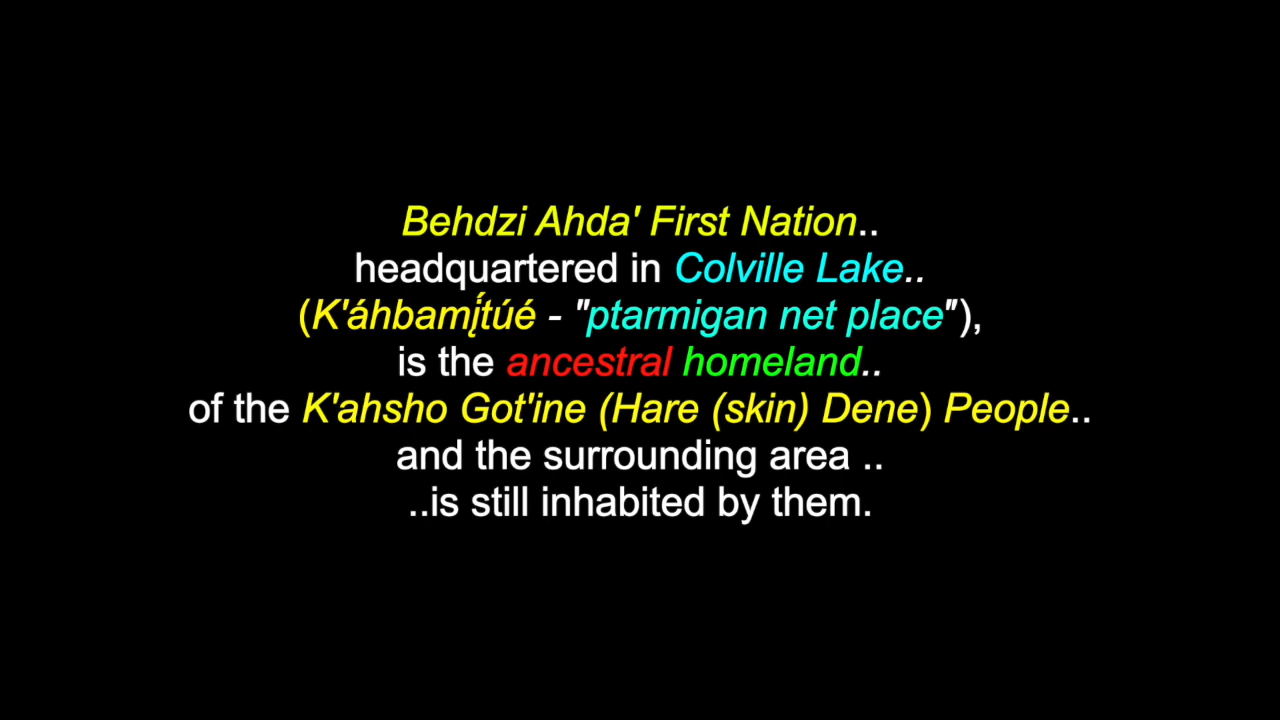 Behdzi Ahda' First Nation..
headquartered in Colville Lake..
(K'áhbamį́túé - "ptarmigan net place"),
is the ancestral homeland..
of the K'ahsho Got'ine (Hare (skin) Dene) People..
and the surrounding area ..
..is still inhabited by them.